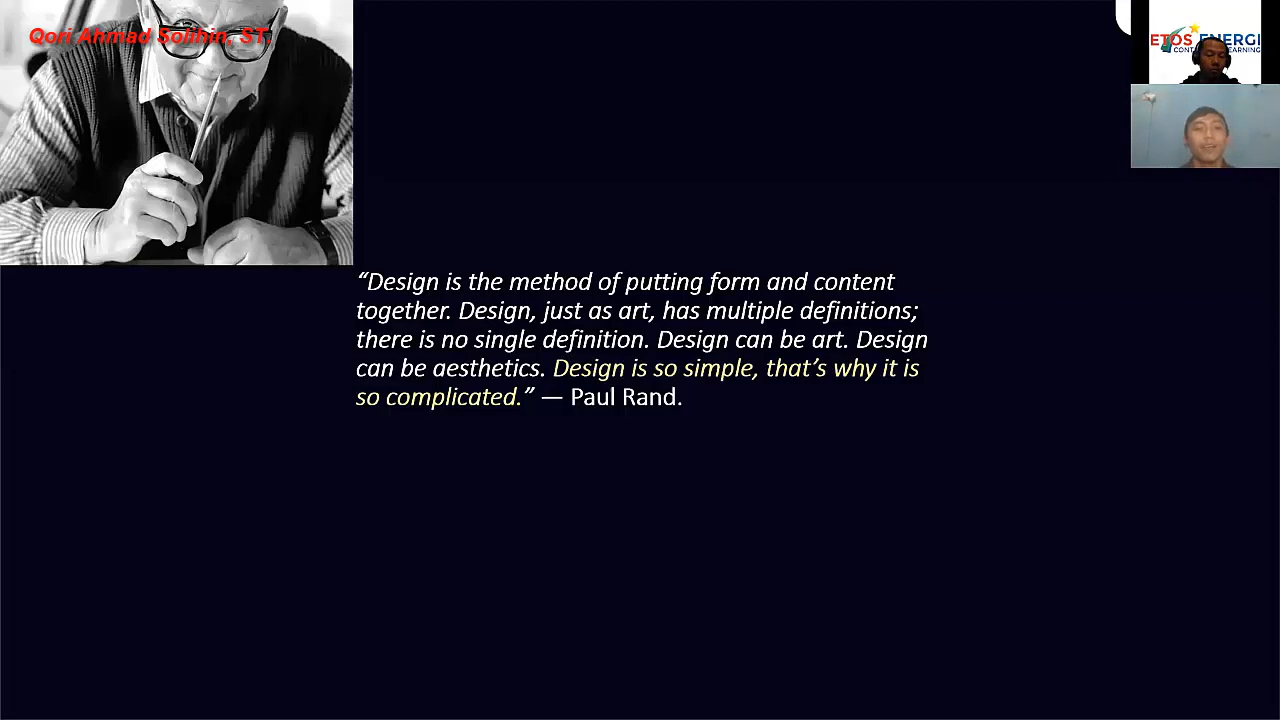 Qori Ahmad Solihin, ST,
ETOS ENERGI
“Design is the method of putting form and content
together. Design, just as art, has multiple definitions;
there is no single definition. Design can be art. Design
can be aesthetics. Design is so simple, that’s why it is
so complicated.” — Paul Rand.